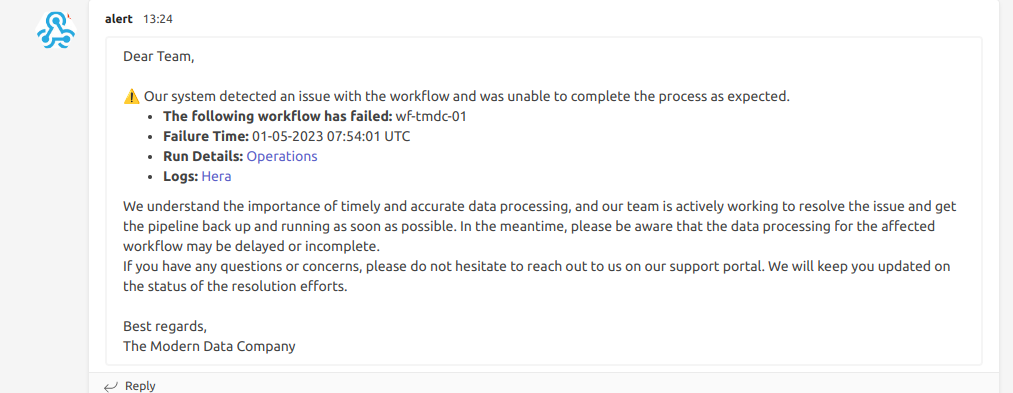 alert 13:24
Dear Team,
⚠️ Our system detected an issue with the workflow and was unable to complete the process as expected.
• The following workflow has failed: wf-tmdc-01
• Failure Time: 01-05-2023 07:54:01 UTC
• Run Details: Operations
• Logs: Hera
We understand the importance of timely and accurate data processing, and our team is actively working to resolve the issue and get
the pipeline back up and running as soon as possible. In the meantime, please be aware that the data processing for the affected
workflow may be delayed or incomplete.
If you have any questions or concerns, please do not hesitate to reach out to us on our support portal. We will keep you updated on
the status of the resolution efforts.
Best regards,
The Modern Data Company
Reply